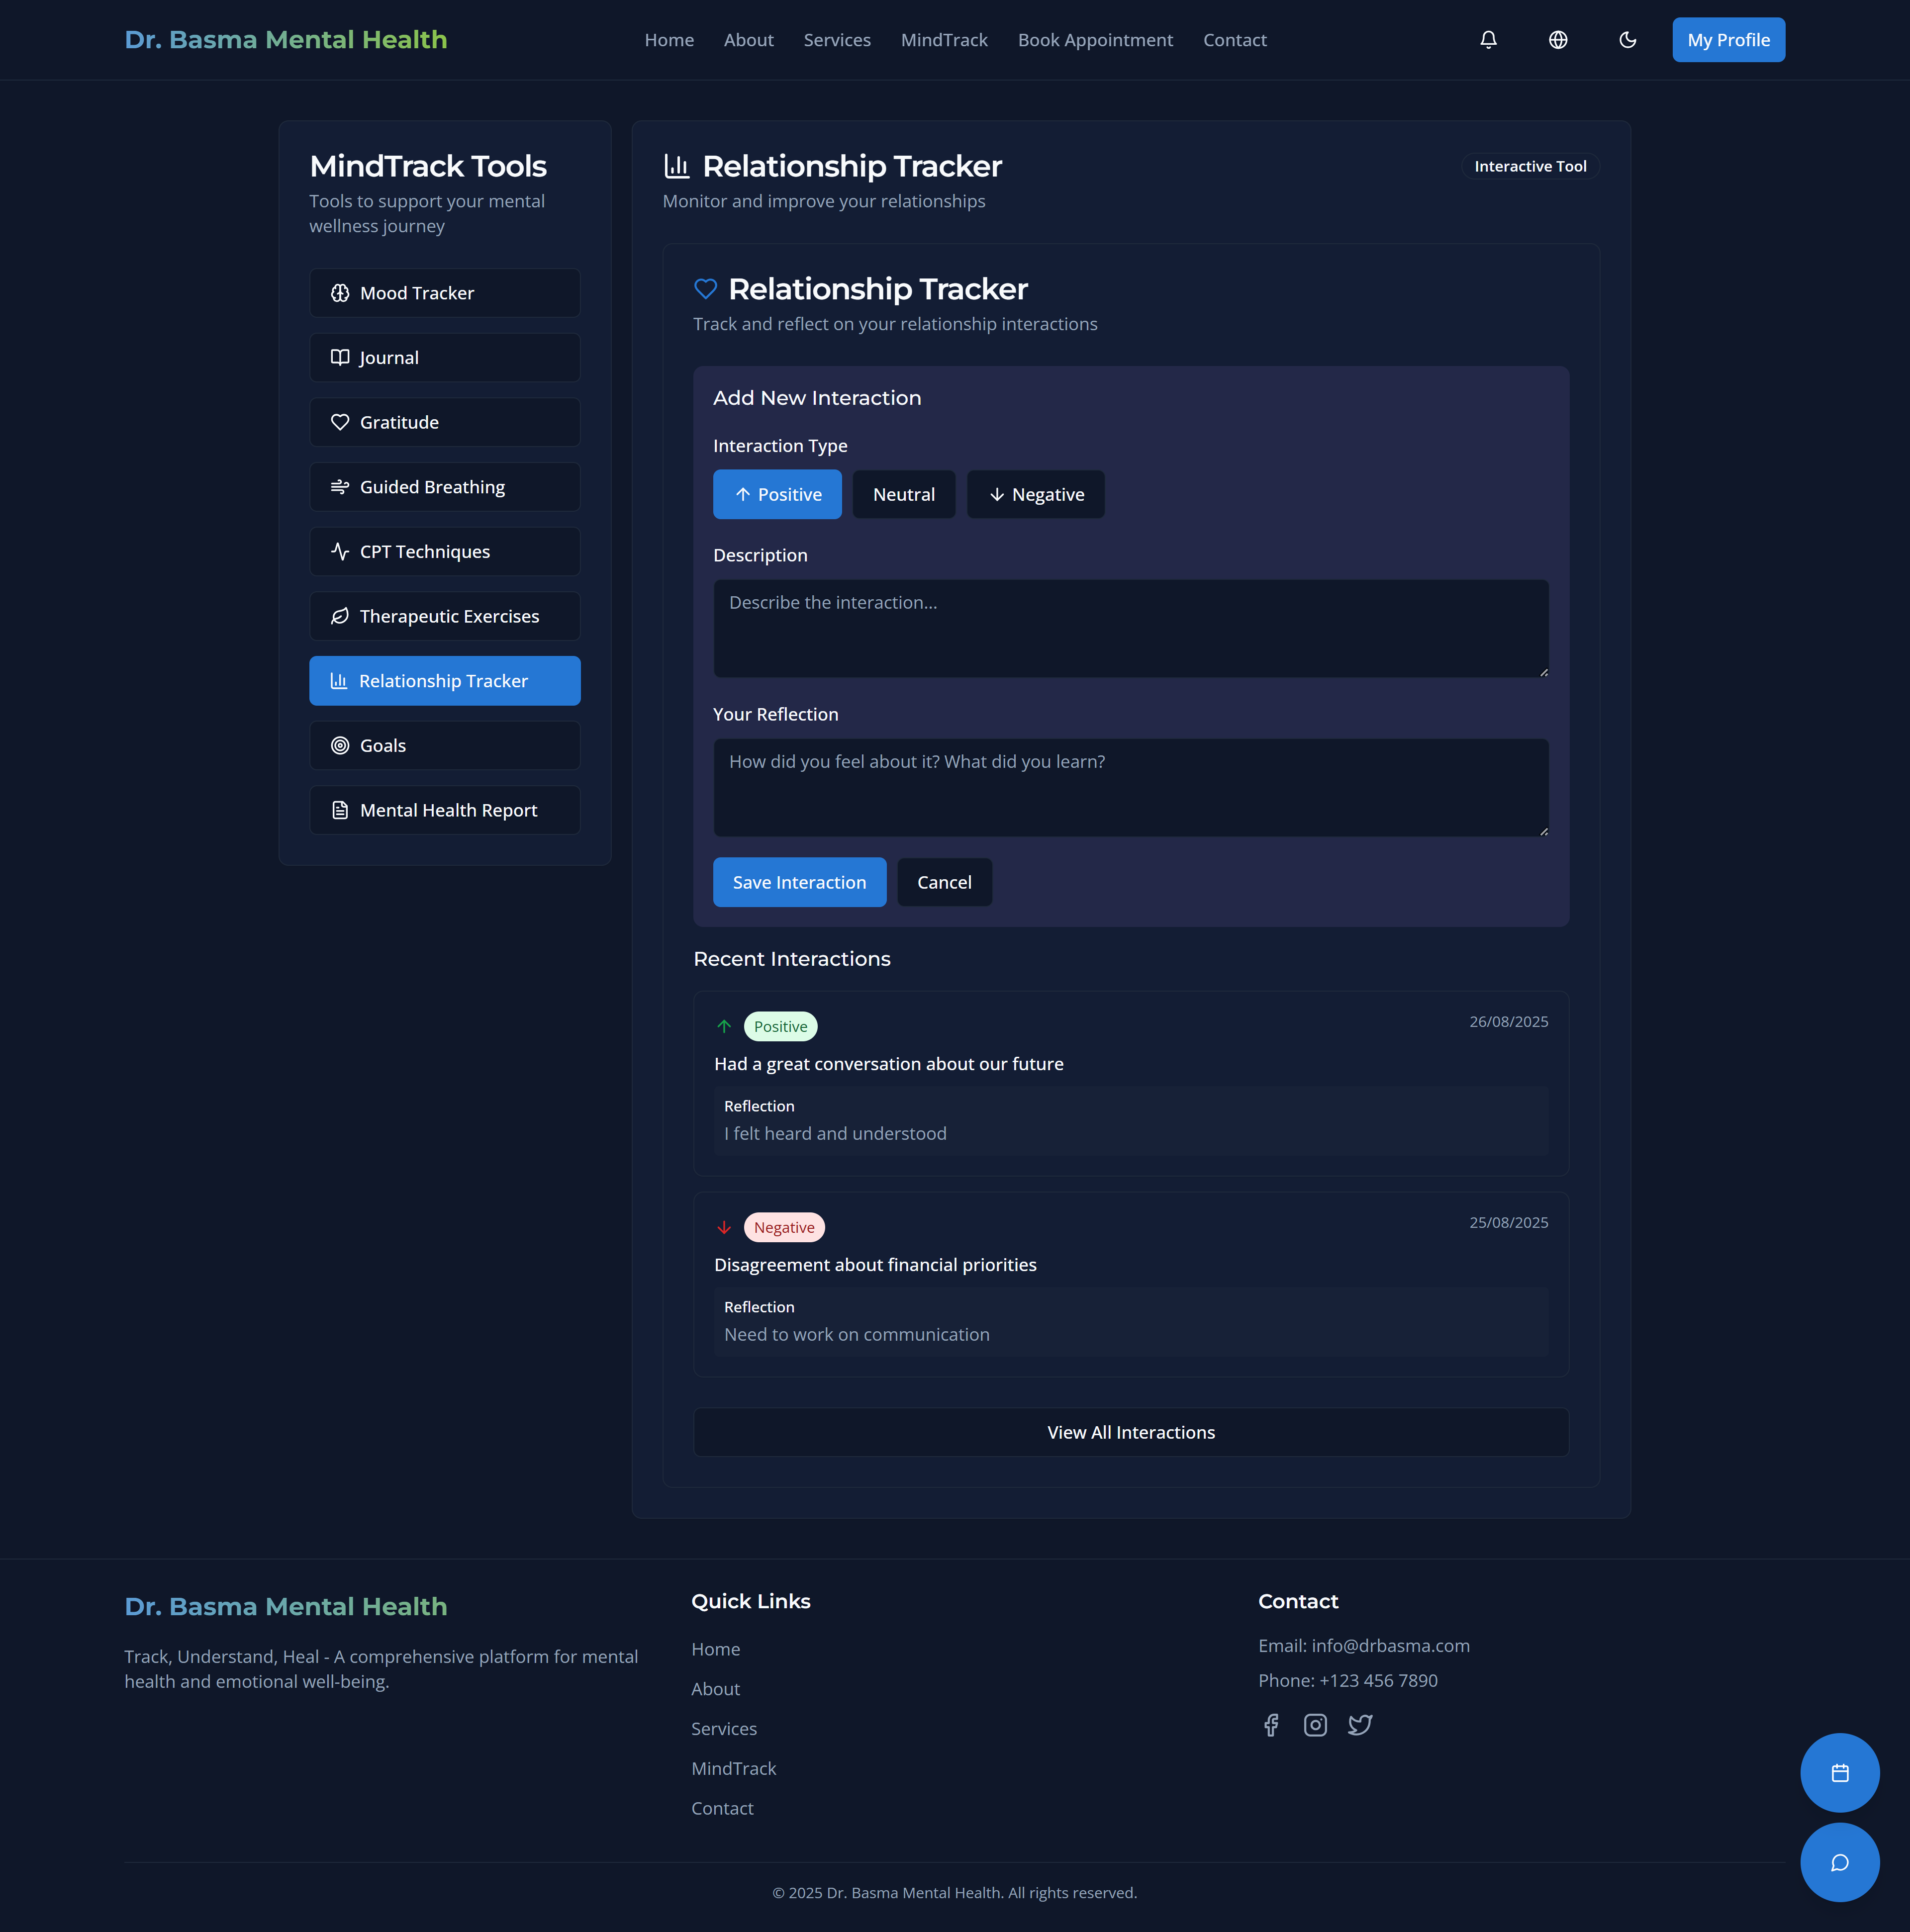 Dr. Basma Mental Health
Home
About
Services
MindTrack
Book Appointment
Contact
My Profile
MindTrack Tools
Tools to support your mental
wellness journey
Mood Tracker
Journal
Gratitude
Guided Breathing
CPT Techniques
Therapeutic Exercises
Relationship Tracker
Goals
Mental Health Report
Relationship Tracker
Interactive Tool
Monitor and improve your relationships
Relationship Tracker
Track and reflect on your relationship interactions
Add New Interaction
Interaction Type
Positive
Neutral
Negative
Description
Describe the interaction...
Your Reflection
How did you feel about it? What did you learn?
Save Interaction
Cancel
Recent Interactions
Positive
26/08/2025
Had a great conversation about our future
Reflection
I felt heard and understood
Negative
25/08/2025
Disagreement about financial priorities
Reflection
Need to work on communication
View All Interactions
Dr. Basma Mental Health
Track, Understand, Heal - A comprehensive platform for mental
health and emotional well-being.
Quick Links
Home
About
Services
MindTrack
Contact
Contact
Email: info@drbasma.com
Phone: +123 456 7890
© 2025 Dr. Basma Mental Health. All rights reserved.